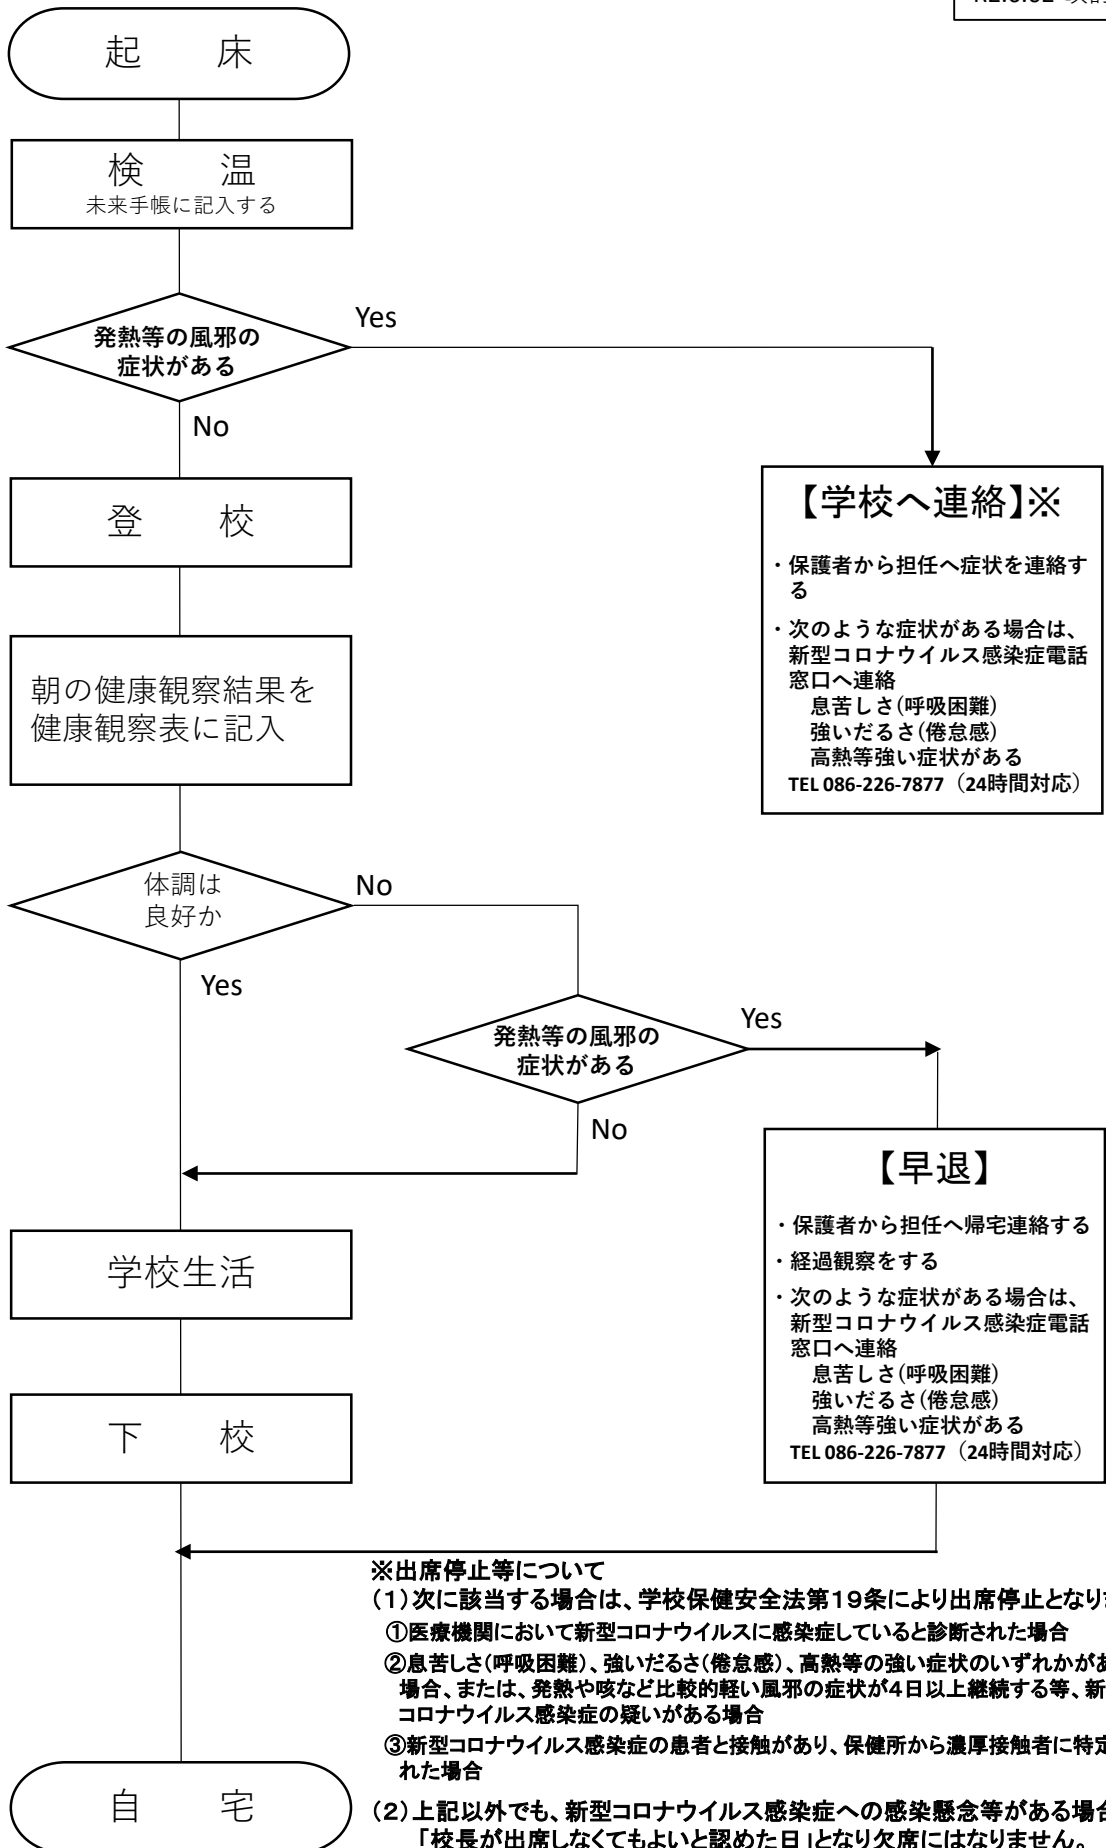 起　床
検　温
未来手帳に記入する
発熱等の風邪の
症状がある
Yes
No
登　校
【学校へ連絡】※
・保護者から担任へ症状を連絡す
る
・次のような症状がある場合は、
新型コロナウイルス感染症電話
窓口へ連絡
息苦しさ(呼吸困難)
強いだるさ(倦怠感)
高熱等強い症状がある
TEL 086-226-7877（24時間対応）
朝の健康観察結果を
健康観察表に記入
体調は
良好か
No
Yes
発熱等の風邪の
症状がある
Yes
No
【早退】
・保護者から担任へ帰宅連絡する
・経過観察をする
・次のような症状がある場合は、
新型コロナウイルス感染症電話
窓口へ連絡
息苦しさ(呼吸困難)
強いだるさ(倦怠感)
高熱等強い症状がある
TEL 086-226-7877（24時間対応）
学校生活
下　校
※出席停止等について
（１）次に該当する場合は、学校保健安全法第１９条により出席停止となり
①医療機関において新型コロナウイルスに感染症していると診断された場合
②息苦しさ(呼吸困難)、強いだるさ(倦怠感)、高熱等の強い症状のいずれかがあ
場合、または、発熱や咳など比較的軽い風邪の症状が４日以上継続する等、新
コロナウイルス感染症の疑いがある場合
③新型コロナウイルス感染症の患者と接触があり、保健所から濃厚接触者に特定
れた場合
（２）上記以外でも、新型コロナウイルス感染症への感染懸念等がある場合
「校長が出席しなくてもよいと認めた日」となり欠席にはなりません。
自　宅